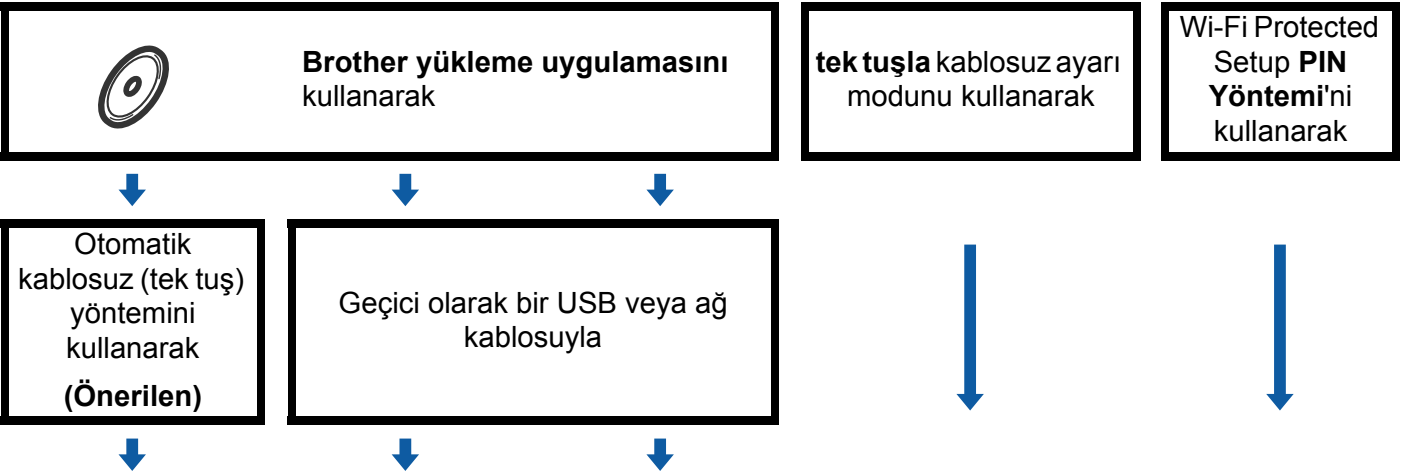 Brother yükleme uygulamasını
kullanarak
tek tuşla kablosuz ayarı
modunu kullanarak
Wi-Fi Protected
Setup PIN
Yöntemi'ni
kullanarak
Otomatik
kablosuz (tek tuş)
yöntemini
kullanarak
(Önerilen)
Geçici olarak bir USB veya ağ
kablosuyla